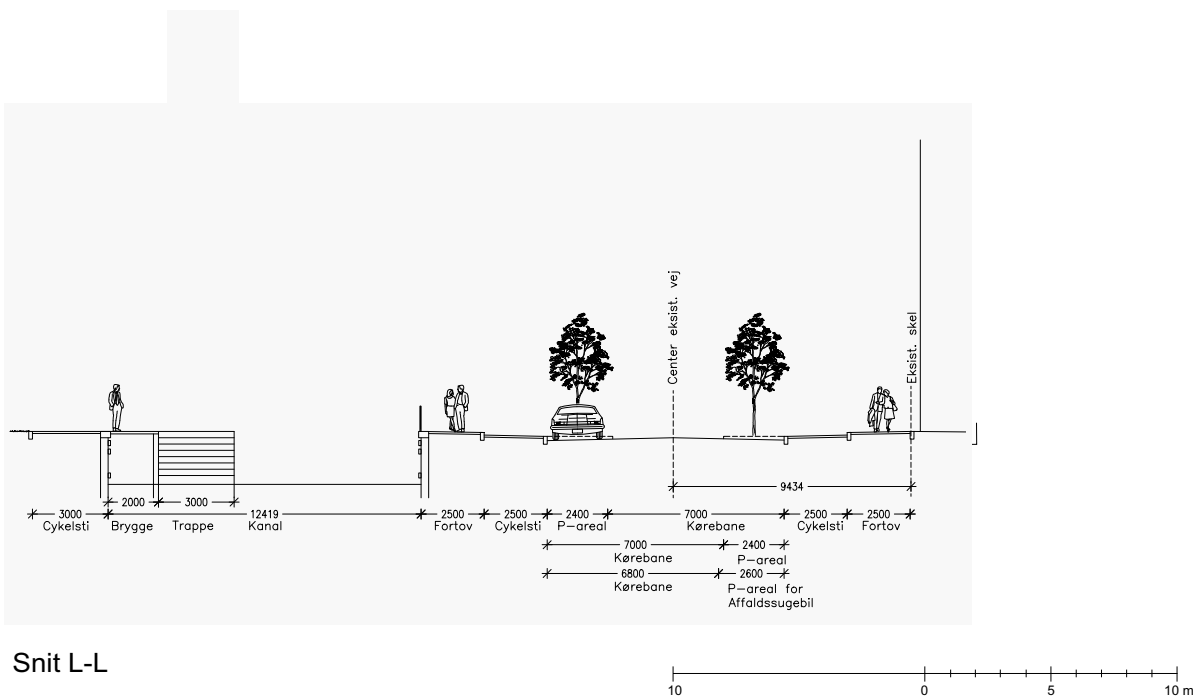 Center eksist. vej
Eksist. skel
2000 3000 9434
3000 12419 2500 2500 2400 7000 2500 2500
Cykelsti Brygge Trappe Kanal Fortov Cykelsti P-areal Kørebane Cykelsti Fortov
7000 2400
Kørebane P-areal
6800 2600
Kørebane P-areal for
Affaldssugebil
Snit L-L
10 0 5 10 m